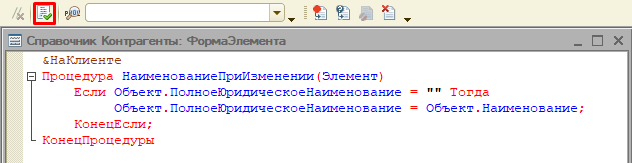 Справочник Контрагенты: ФормаЭлемента
&НаКлиенте
Процедура НаименованиеПриИзменении(Элемент)
Если Объект.ПолноеЮридическоеНаименование = "" Тогда
Объект.ПолноеЮридическоеНаименование = Объект.Наименование;
КонецЕсли;
КонецПроцедуры